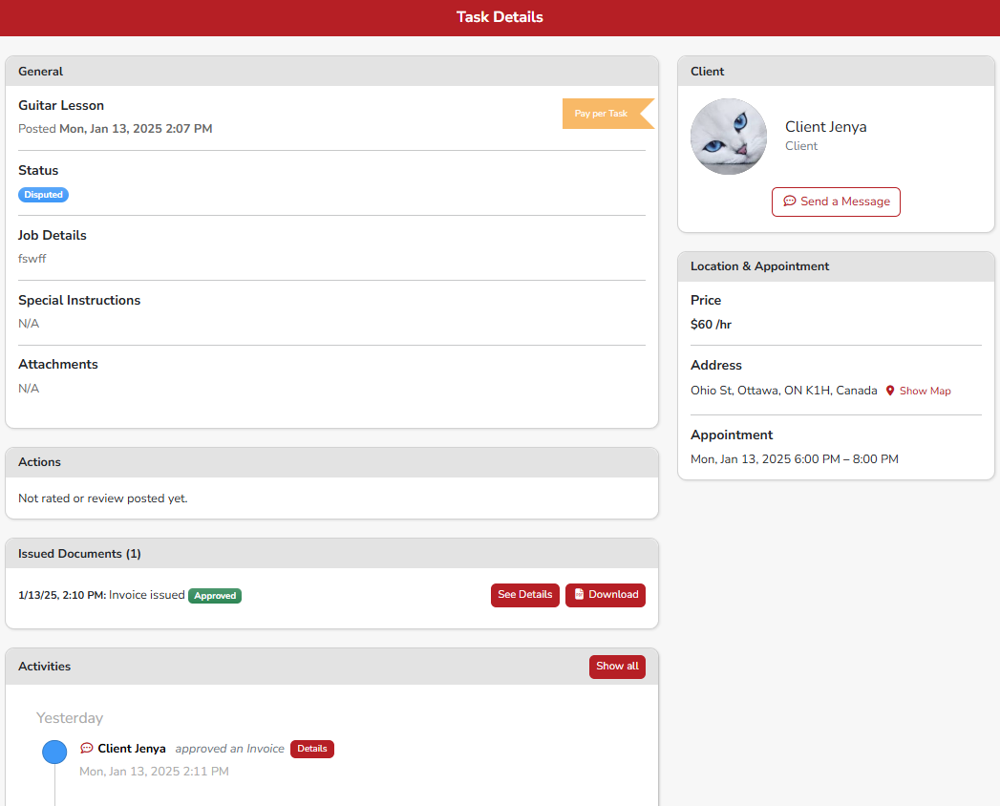 Task Details
General
Guitar Lesson
Posted Mon, Jan 13, 2025 2:07 PM
Pay per Task
Status
Disputed
Job Details
fswff
Special Instructions
N/A
Attachments
N/A
Actions
Not rated or review posted yet.
Issued Documents (1)
1/13/25, 2:10 PM: Invoice issued Approved
See Details
Download
Activities
Show all
Yesterday
Client Jenya approved an Invoice Details
Mon, Jan 13, 2025 2:11 PM
Client
Client Jenya
Client
Send a Message
Location & Appointment
Price
$60 /hr
Address
Ohio St, Ottawa, ON K1H, Canada Show Map
Appointment
Mon, Jan 13, 2025 6:00 PM – 8:00 PM